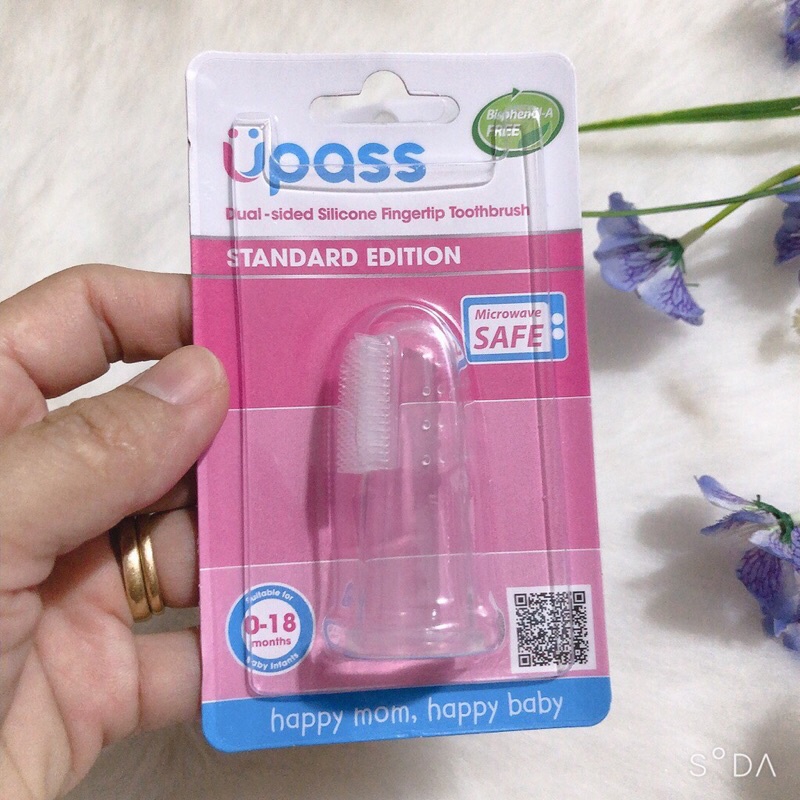 Bisphenol-A
FREE
Upass
Dual-sided Silicone Fingertip Toothbrush
STANDARD EDITION
Microwave
SAFE
Suitable for
0-18
months
Baby Infants
happy mom, happy baby
SODA